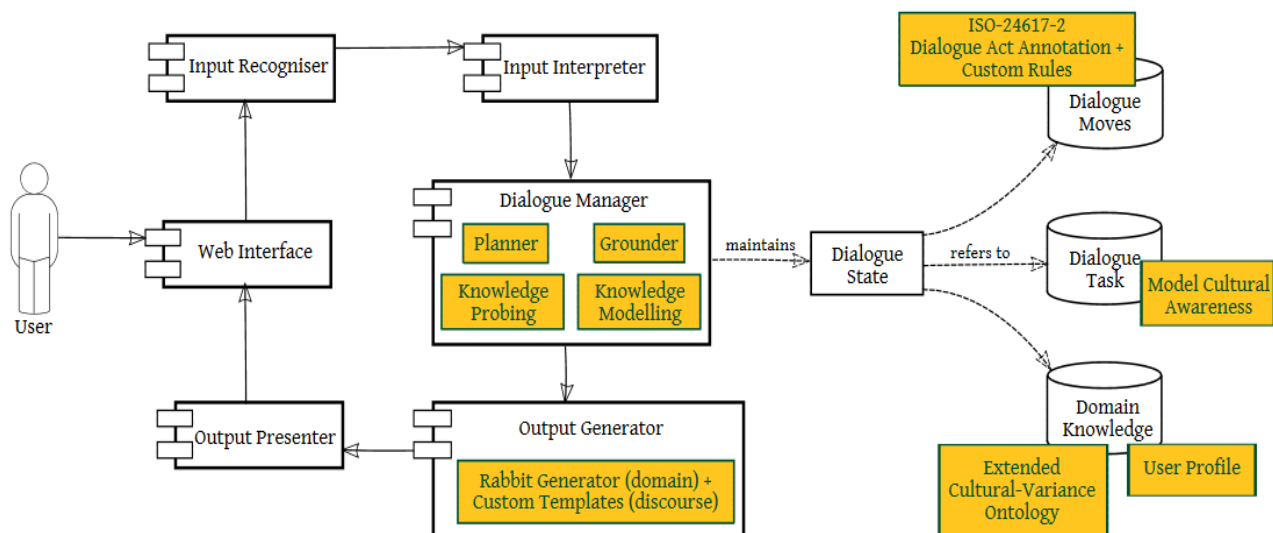 ISO-24617-2
Dialogue Act Annotation +
Custom Rules
Input Recogniser
Input Interpreter
Dialogue
Moves
Dialogue Manager
Planner
Grounder
Knowledge
Probing
Knowledge
Modelling
Web Interface
User
maintains
Dialogue
State
refers to
Dialogue
Task
Model Cultural
Awareness
Output Presenter
Output Generator
Rabbit Generator (domain) +
Custom Templates (discourse)
Domain
Knowledge
Extended
Cultural-Variance
Ontology
User Profile